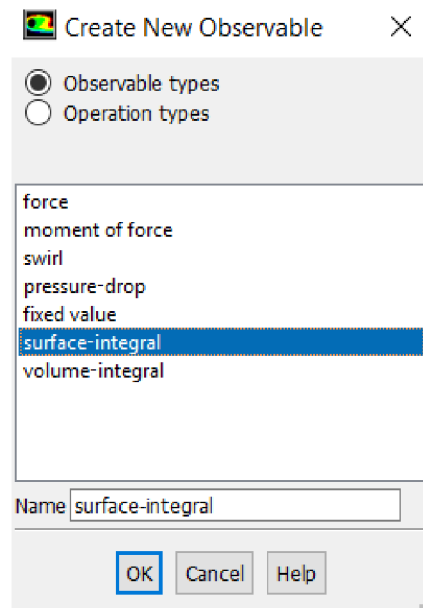 Create New Observable
Observable types
Operation types
force
moment of force
swirl
pressure-drop
fixed value
surface-integral
volume-integral
Name surface-integral
OK Cancel Help